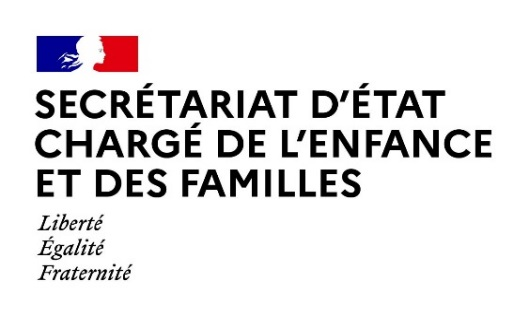 SECRÉTARIAT D’ÉTAT
CHARGÉ DE L’ENFANCE
ET DES FAMILLES
Liberté
Égalité
Fraternité